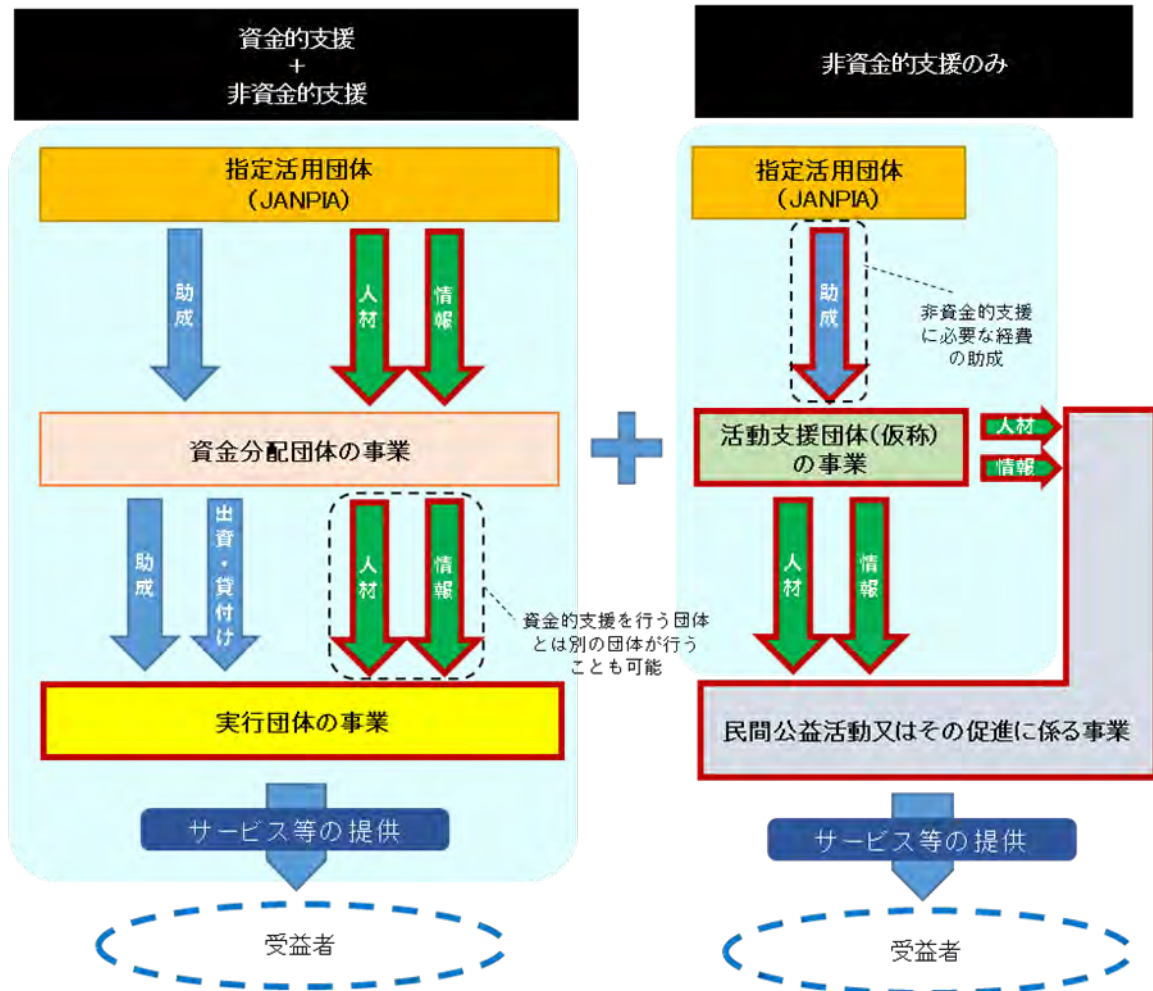 資金的支援
+
非資金的支援
指定活用団体
(JANPIA)
助成
人材
情報
資金分配団体の事業
助成
出資・貸付け
人材
情報
資金的支援を行う団体
とは別の団体が行う
ことも可能
実行団体の事業
サービス等の提供
受益者
非資金的支援のみ
指定活用団体
(JANPIA)
助成
非資金的支援
に必要な経費
の助成
活動支援団体(仮称)
の事業
人材
情報
人材
情報
民間公益活動又はその促進に係る事業
サービス等の提供
受益者